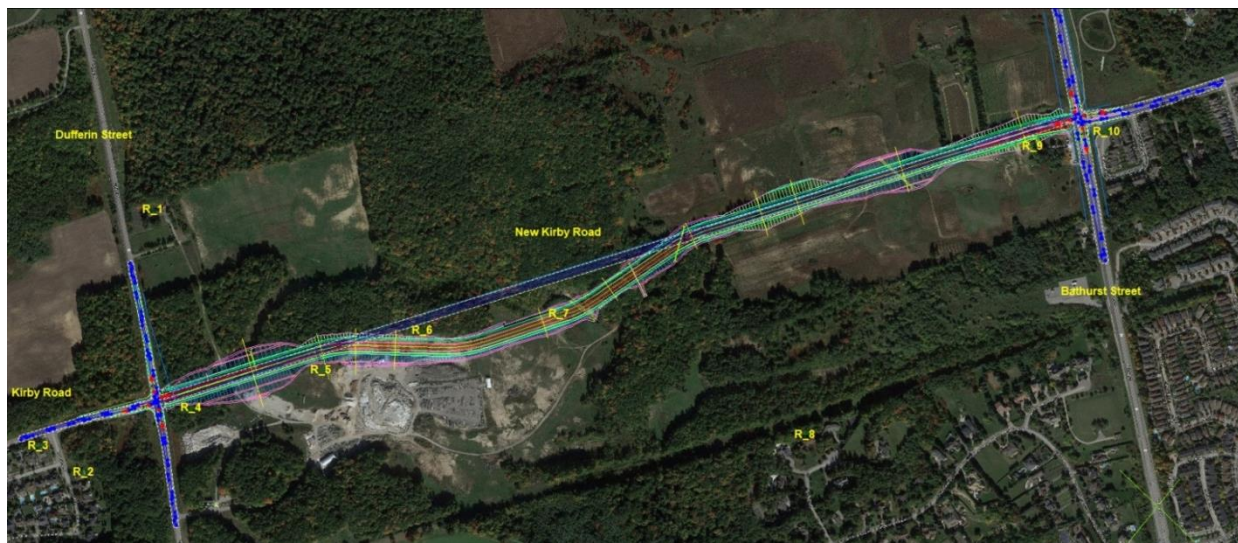 Dufferin Street
R_10
R_9
R_1
New Kirby Road
Bathurst Street
R_7
R_6
R_5
Kirby Road
R_4
R_8
R_3
R_2